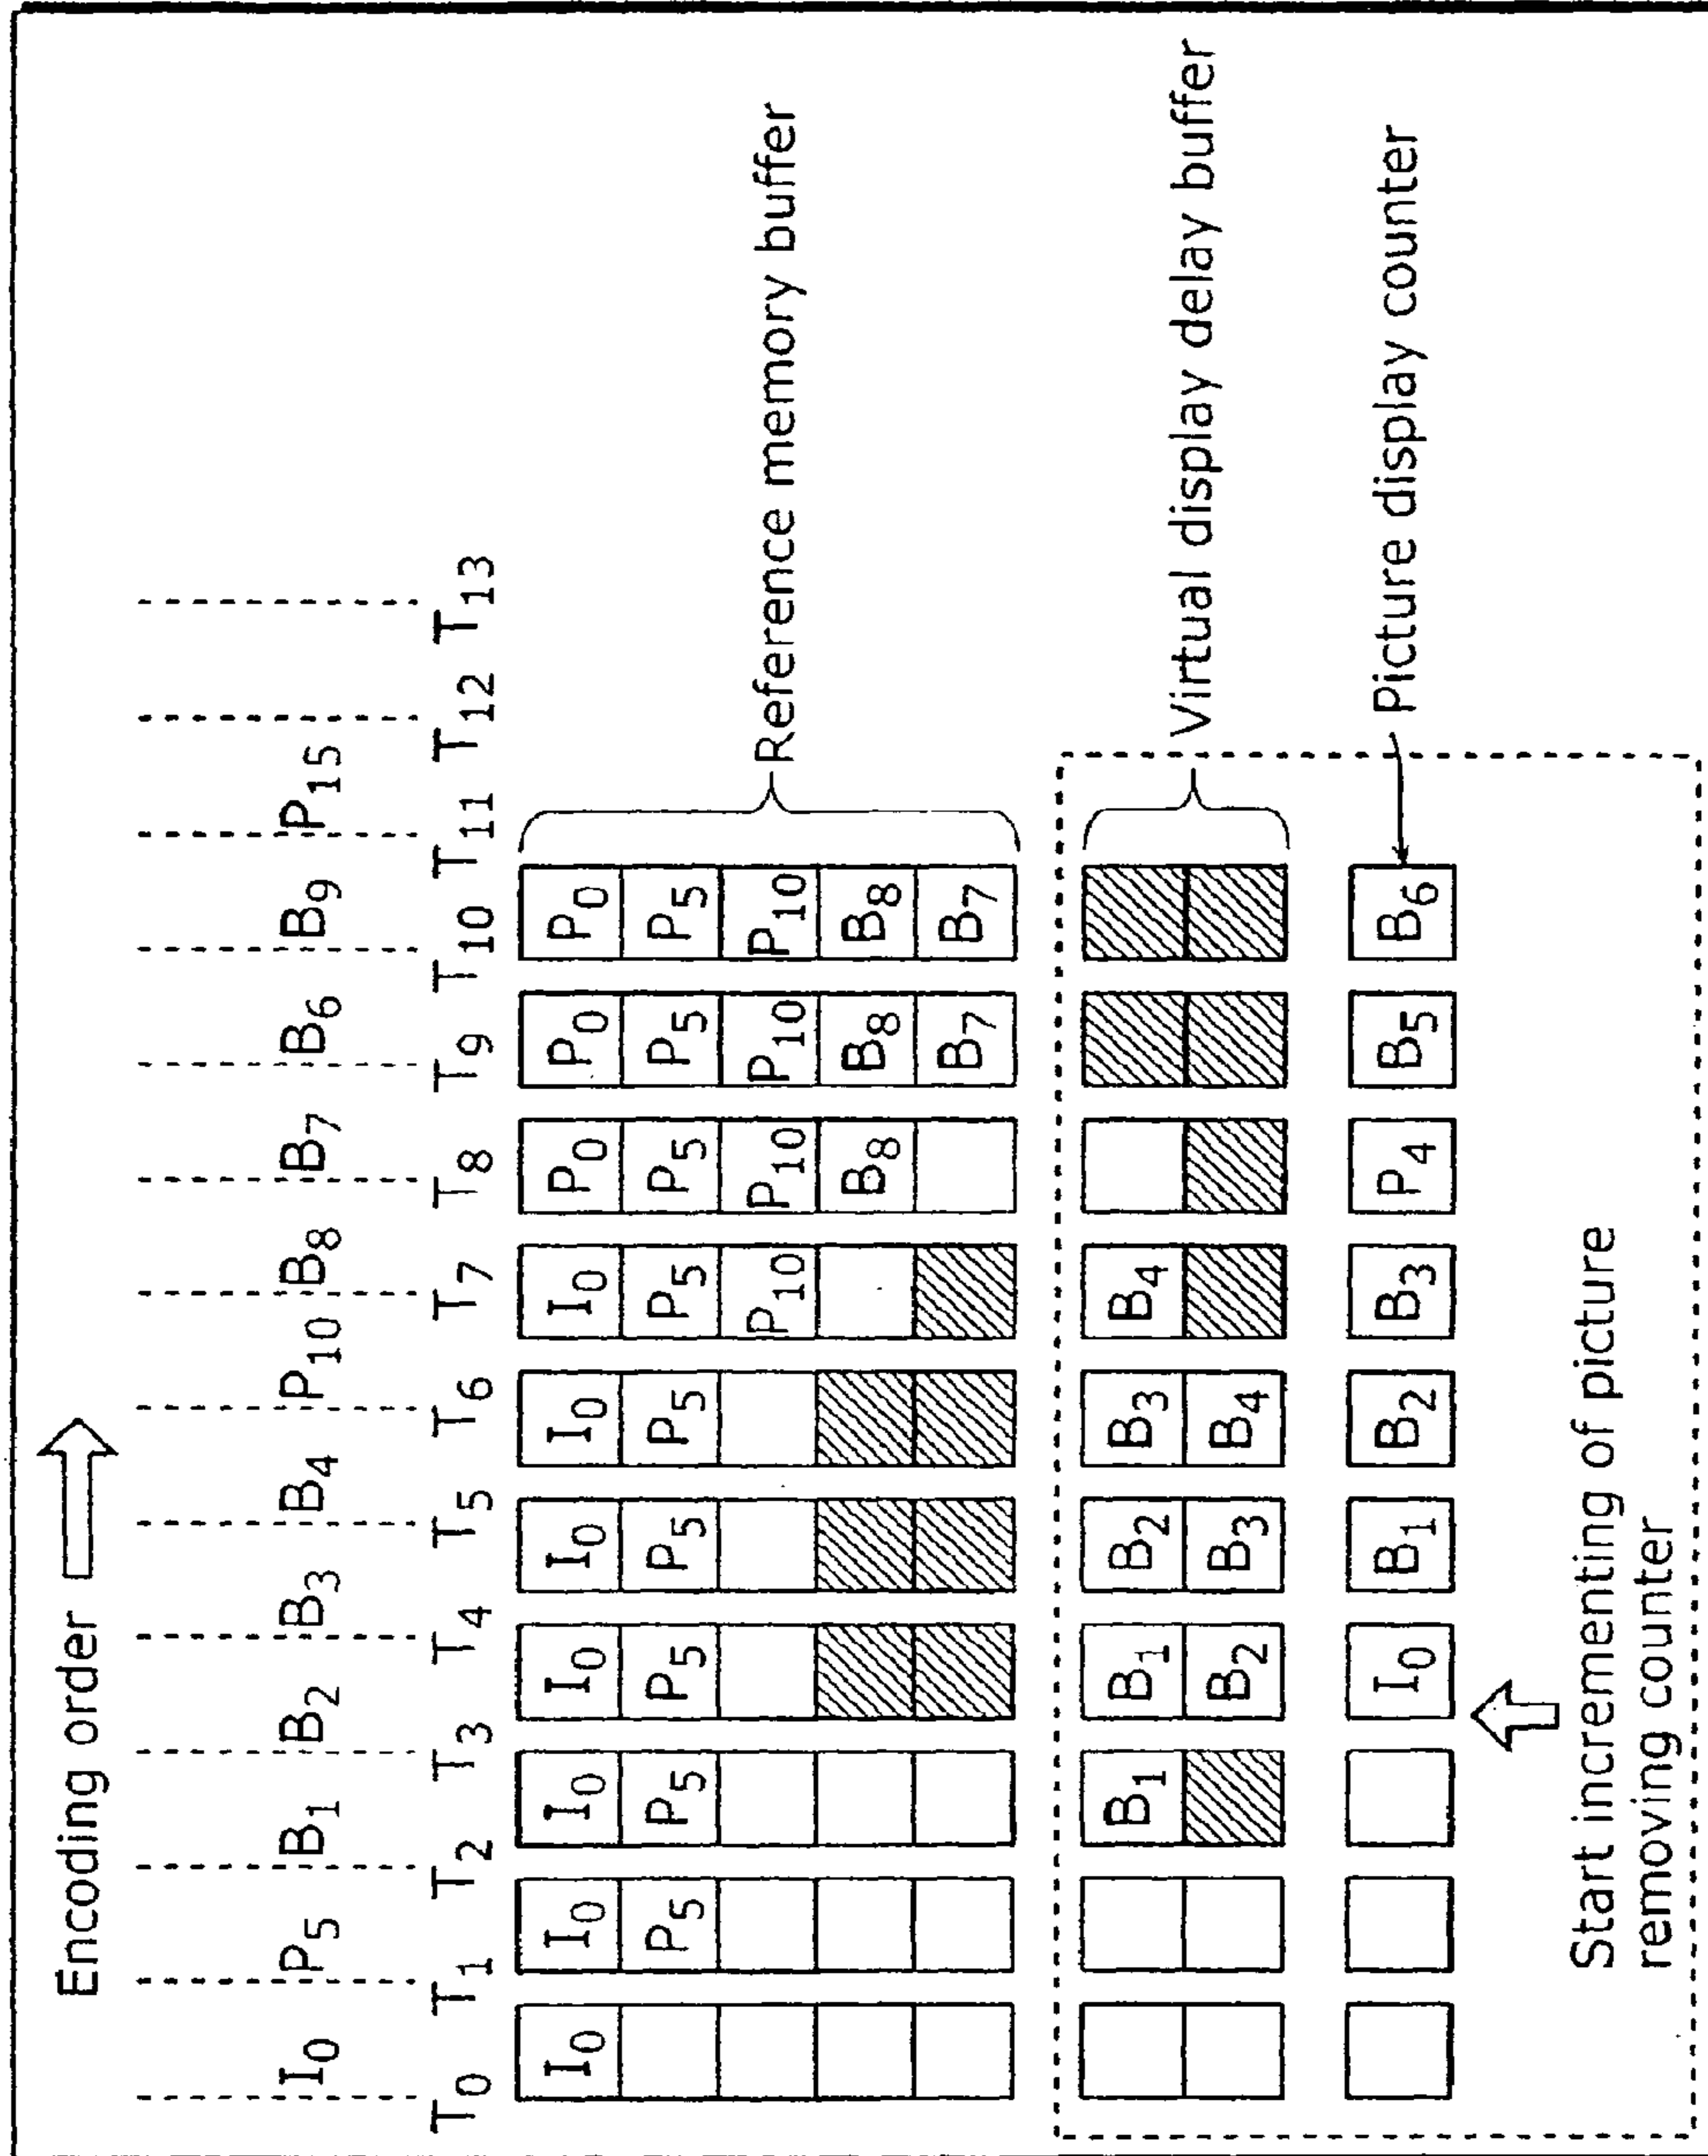 Encoding order
I0 P5 B1 B2 B3 B4 P10 B8 B7 B6 B9 P15
T0 T1 T2 T3 T4 T5 T6 T7 T8 T9 T10 T11 T12 T13
I0 I0 I0 I0 I0 I0 I0 P0 P0 P0
P5 P5 P5 P5 P5 P5 P5 P5 P5
P10 P10 P10 P10
B8 B8 B8
B7 B7
Reference memory buffer
B1 B1 B2 B3 B4
B2 B3 B4
Virtual display delay buffer
I0 B1 B2 B3 P4 B5 B6
Picture display counter
Start incrementing of picture
removing counter